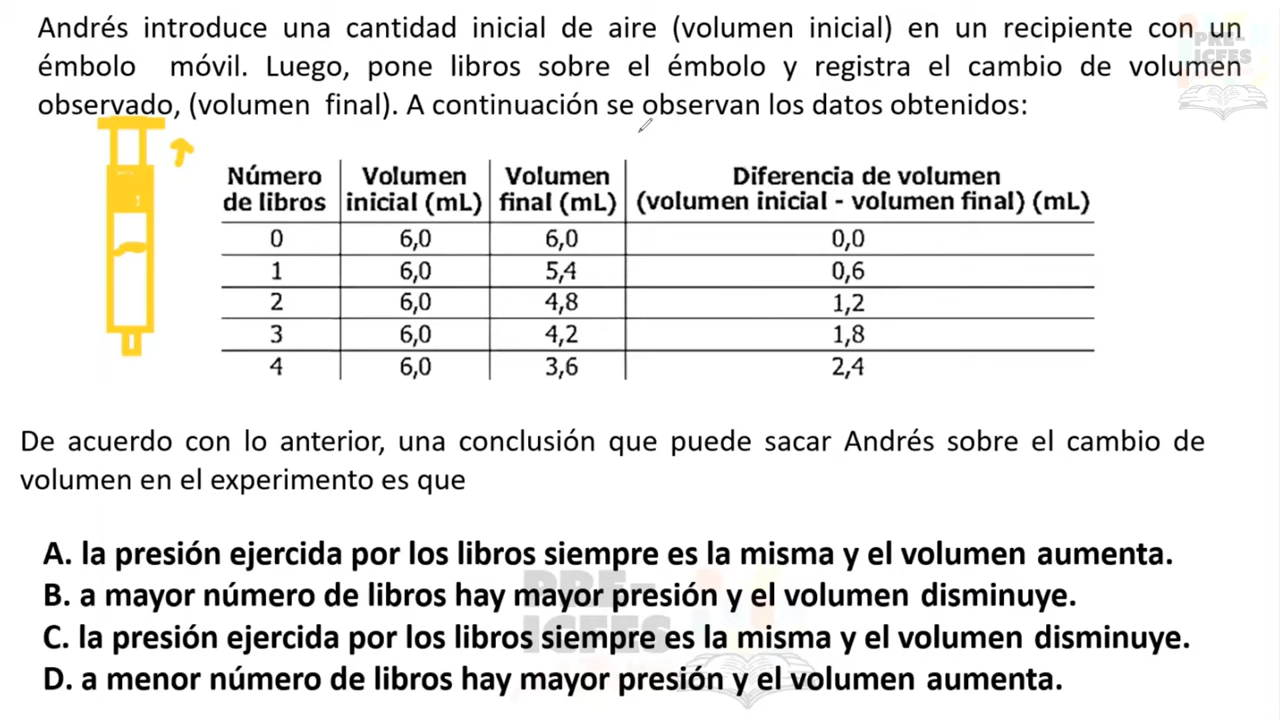 Andrés introduce una cantidad inicial de aire (volumen inicial) en un recipiente con un
émbolo móvil. Luego, pone libros sobre el émbolo y registra el cambio de volumen
observado, (volumen final). A continuación se observan los datos obtenidos:
PRE-
ICFES
Número de libros | Volumen inicial (mL) | Volumen final (mL) | Diferencia de volumen (volumen inicial - volumen final) (mL)
0 | 6,0 | 6,0 | 0,0
1 | 6,0 | 5,4 | 0,6
2 | 6,0 | 4,8 | 1,2
3 | 6,0 | 4,2 | 1,8
4 | 6,0 | 3,6 | 2,4
De acuerdo con lo anterior, una conclusión que puede sacar Andrés sobre el cambio de
volumen en el experimento es que
A. la presión ejercida por los libros siempre es la misma y el volumen aumenta.
B. a mayor número de libros hay mayor presión y el volumen disminuye.
C. la presión ejercida por los libros siempre es la misma y el volumen disminuye.
D. a menor número de libros hay mayor presión y el volumen aumenta.
PRE-
ICFES